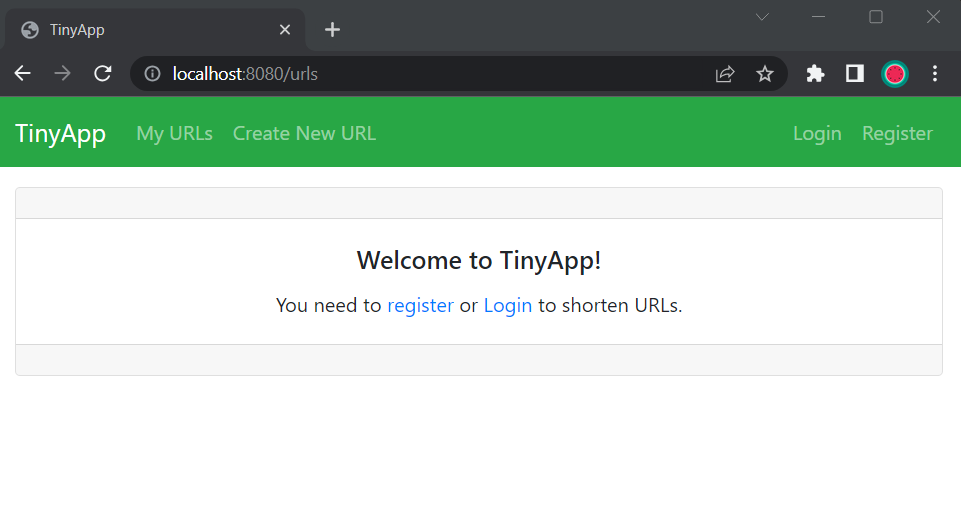 TinyApp
localhost:8080/urls
TinyApp My URLs Create New URL Login Register
Welcome to TinyApp!
You need to register or Login to shorten URLs.